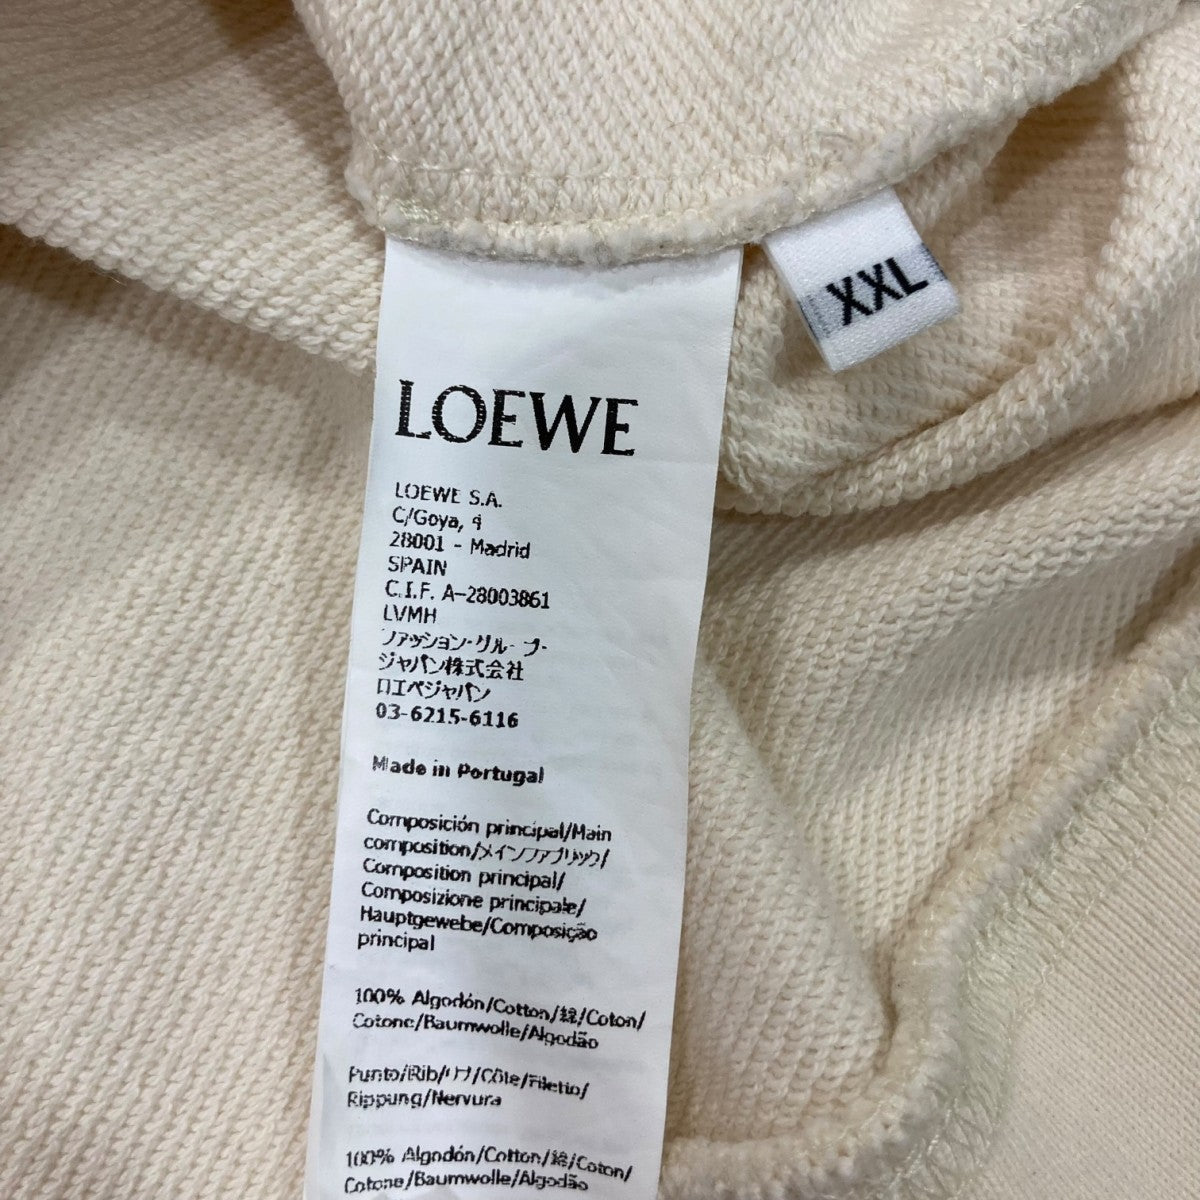 XXL
LOEWE
LOEWE S.A.
C/Goya, 4
28001 - Madrid
SPAIN
C.I.F. A-28003861
LVMH
ファッション・グループ・
ジャパン株式会社
ロエベジャパン
03-6215-6116
Made in Portugal
Composición principal/Main
composition/メインファブリック/
Composition principal/
Composizione principale/
Hauptgewebe/Composição
principal
100% Algodón/Cotton/綿/Coton/
Cotone/Baumwolle/Algodão
Punto/Rib/リブ/Côte/Filetto/
Rippung/Nervura
100% Algodón/Cotton/綿/Coton/
Cotone/Baumwolle/Algodão